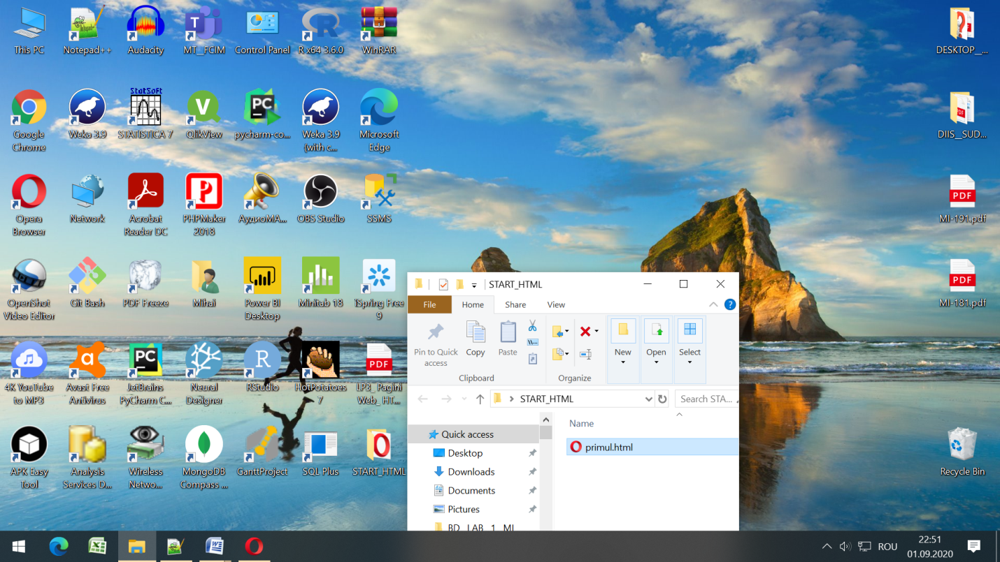 This PC
Notepad++
Audacity
MT_FCIM
Control Panel
R x64 3.6.0
WinRAR
DESKTOP_...
Google
Chrome
Weka 3.9
StatSoft
STATISTICA 7
QlikView
pycharm-co...
Weka 3.9
(with c...
Microsoft
Edge
DIIS_SUD...
Opera
Browser
Network
Acrobat
Reader DC
PHPMaker
2018
АудиоМА...
OBS Studio
SSMS
MI-191.pdf
OpenShot
Video Editor
Git Bash
PDF Freeze
Mihai
Power BI
Desktop
Minitab 18
iSpring Free
9
MI-181.pdf
4K YouTube
to MP3
Avast Free
Antivirus
JetBrains
PyCharm C...
Neural
Designer
RStudio
HotPotatoes
7
LP3_Pagini
Web_HT...
APK Easy
Tool
Analysis
Services D...
Wireless
Netwo...
MongoDB
Compass ...
GanttProject
SQL Plus
START_HTML
Recycle Bin
START_HTML
File
Home
Share
View
Pin to Quick
access
Copy
Paste
New
Open
Select
Clipboard
Organize
START_HTML
Search STA...
Name
primul.html
Quick access
Desktop
Downloads
Documents
Pictures
BD_LAB_1_MI
ROU
22:51
01.09.2020